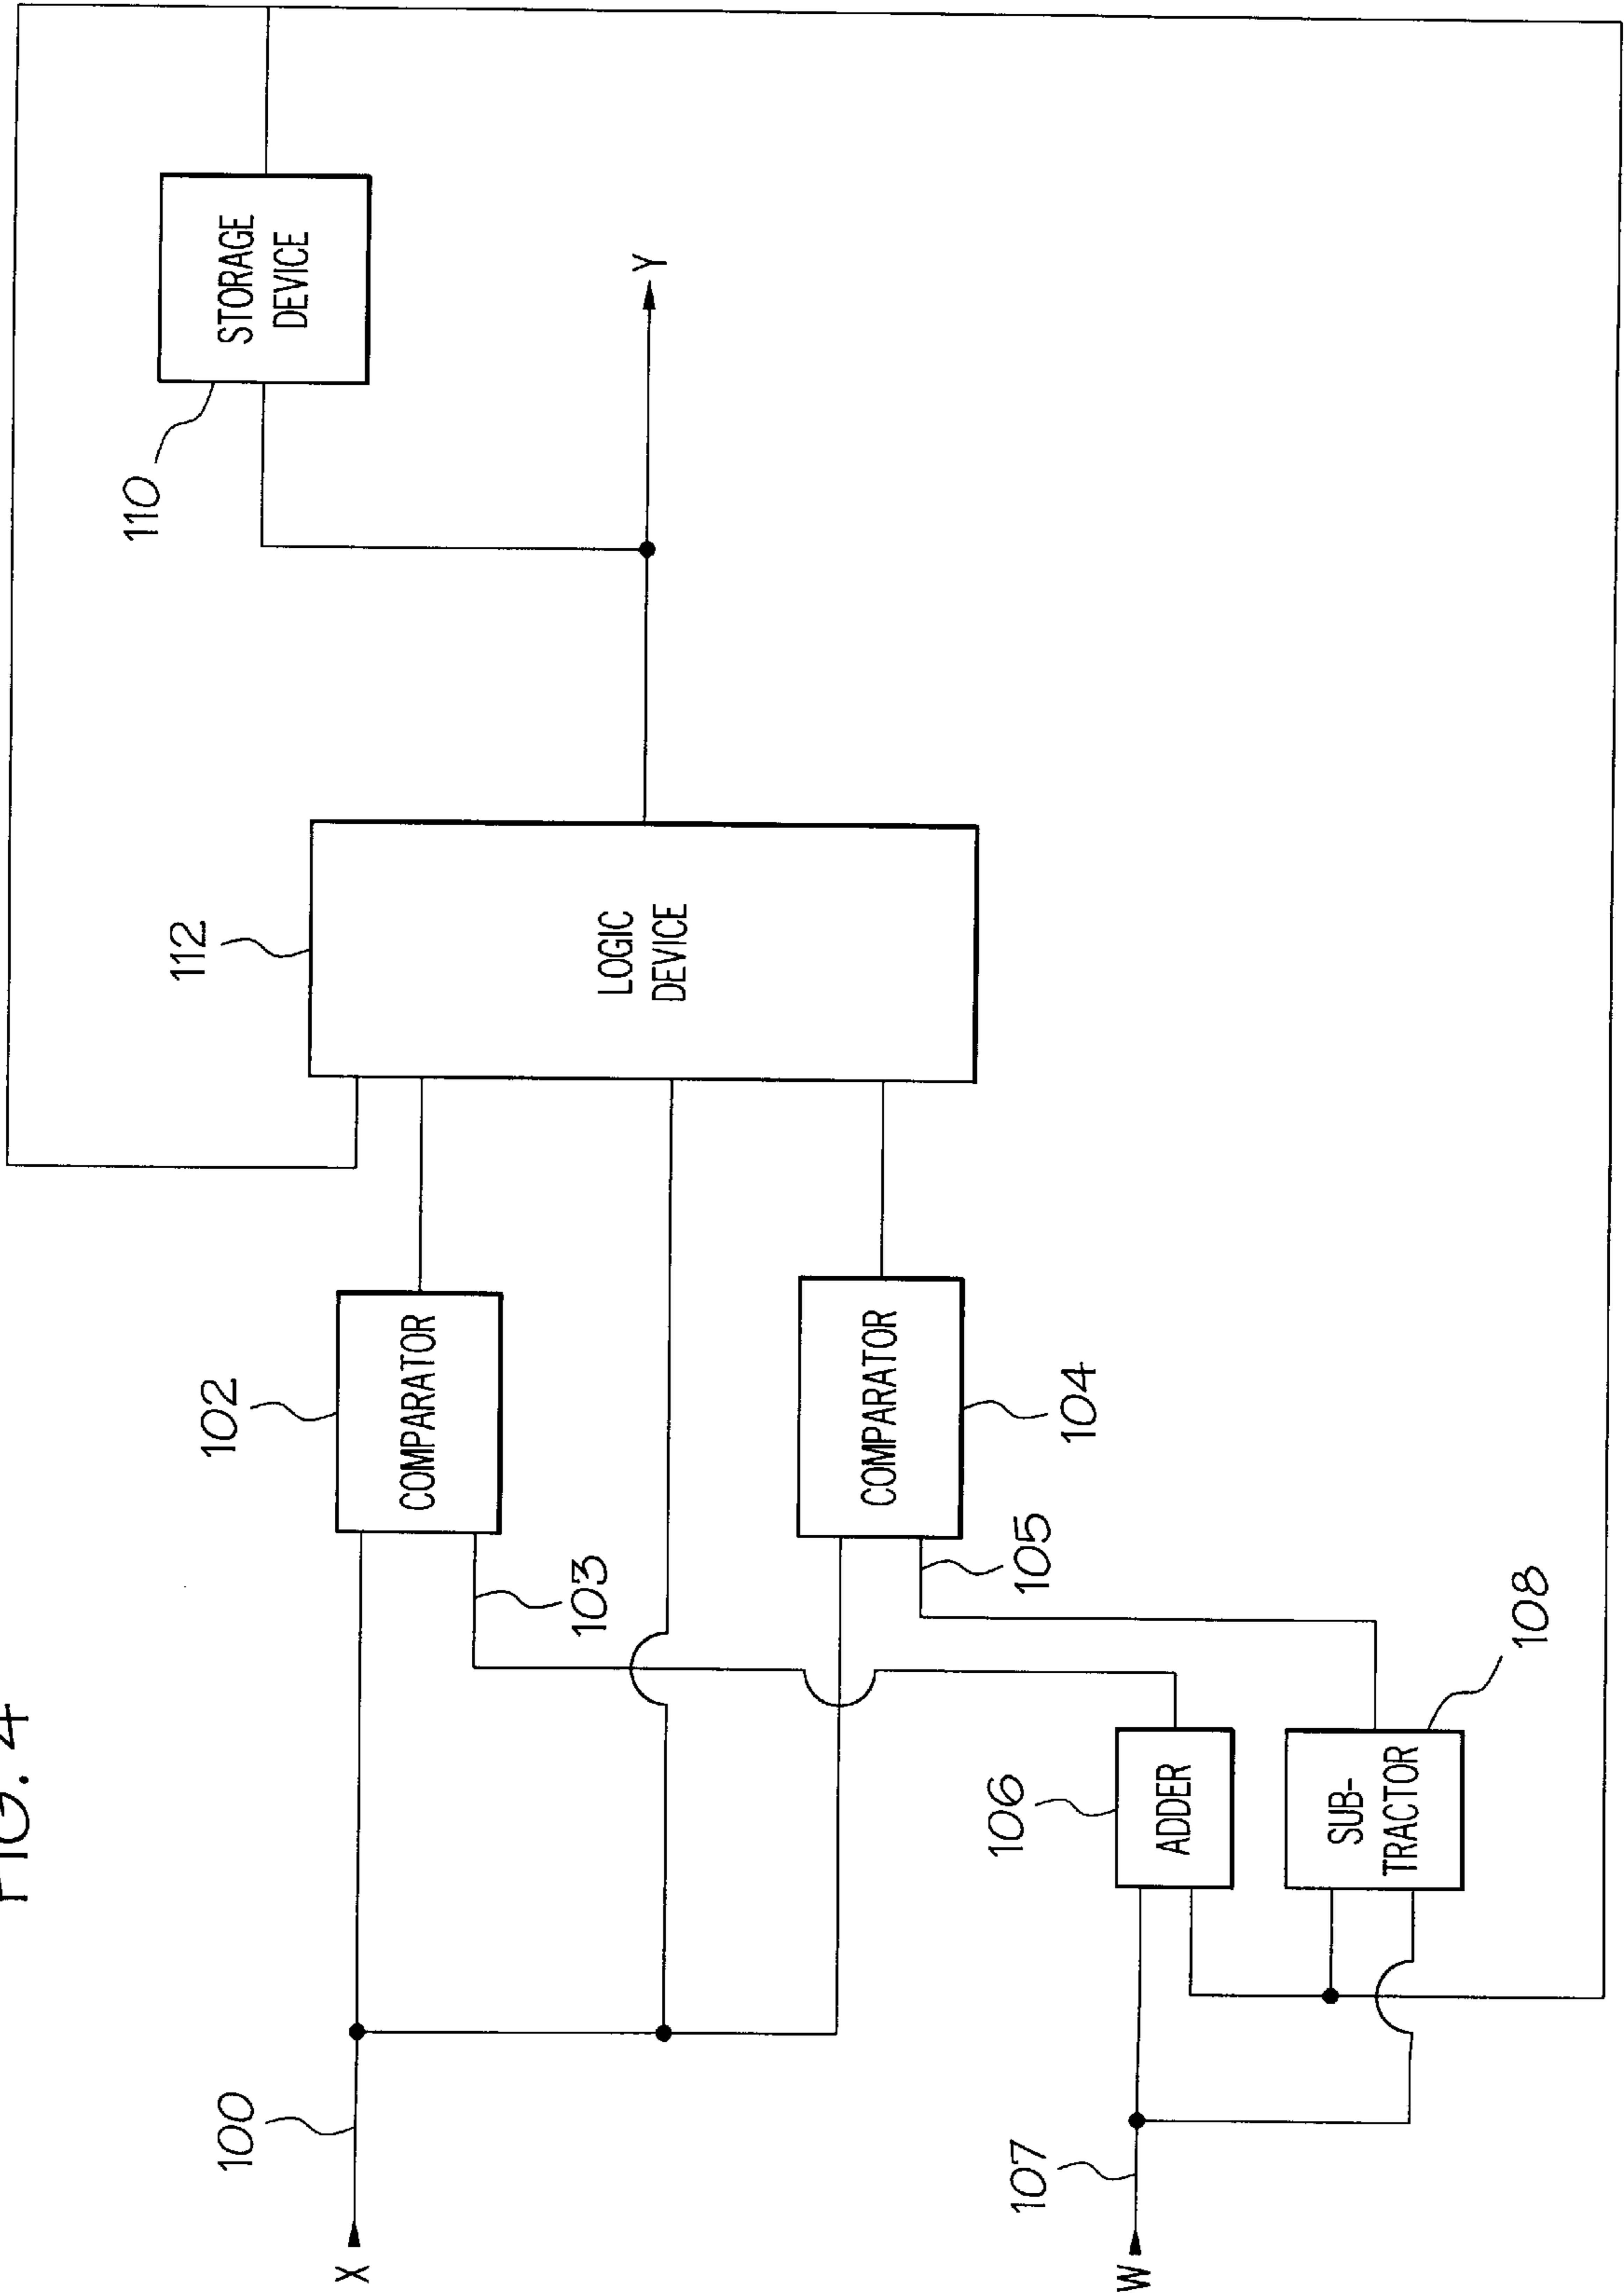 FIG. 4
X
100
102
COMPARATOR
103
112
LOGIC
DEVICE
110
STORAGE
DEVICE
Y
COMPARATOR
104
105
W
107
106
ADDER
SUB-
TRACTOR
108